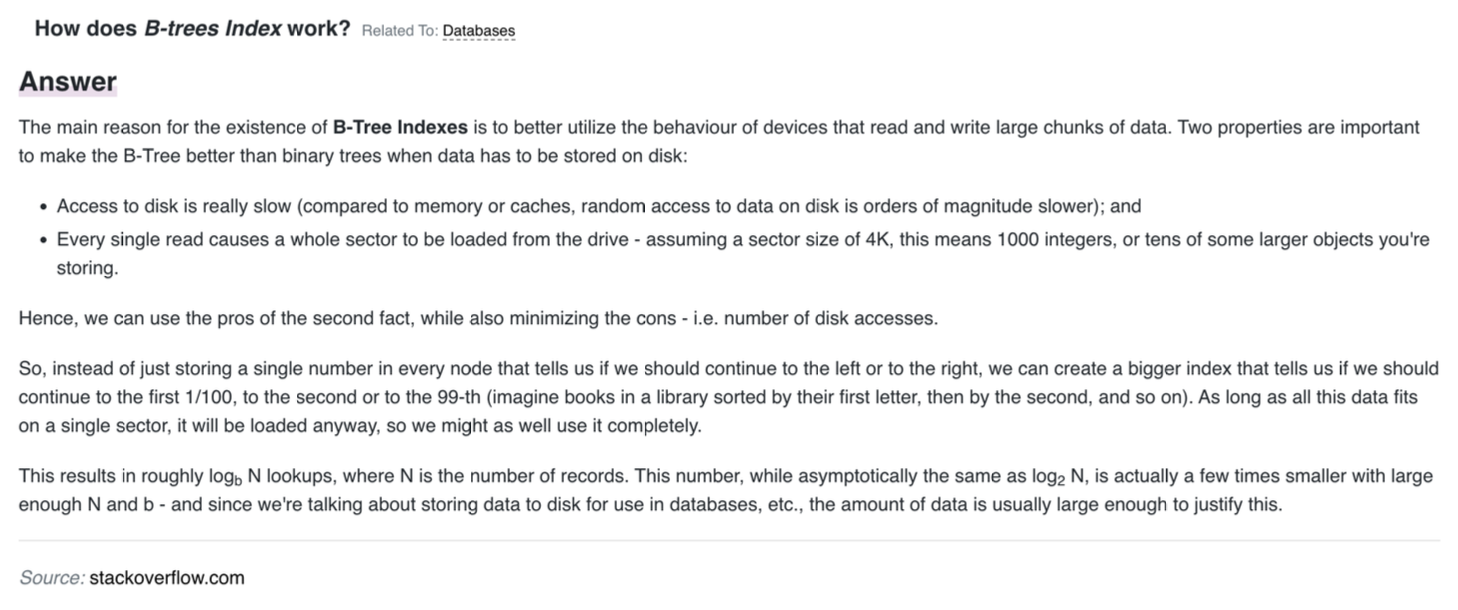 How does B-trees Index work? Related To: Databases
Answer
The main reason for the existence of B-Tree Indexes is to better utilize the behaviour of devices that read and write large chunks of data. Two properties are important
to make the B-Tree better than binary trees when data has to be stored on disk:
• Access to disk is really slow (compared to memory or caches, random access to data on disk is orders of magnitude slower); and
• Every single read causes a whole sector to be loaded from the drive - assuming a sector size of 4K, this means 1000 integers, or tens of some larger objects you're
storing.
Hence, we can use the pros of the second fact, while also minimizing the cons - i.e. number of disk accesses.
So, instead of just storing a single number in every node that tells us if we should continue to the left or to the right, we can create a bigger index that tells us if we should
continue to the first 1/100, to the second or to the 99-th (imagine books in a library sorted by their first letter, then by the second, and so on). As long as all this data fits
on a single sector, it will be loaded anyway, so we might as well use it completely.
This results in roughly log_b N lookups, where N is the number of records. This number, while asymptotically the same as log₂ N, is actually a few times smaller with large
enough N and b - and since we're talking about storing data to disk for use in databases, etc., the amount of data is usually large enough to justify this.
Source: stackoverflow.com